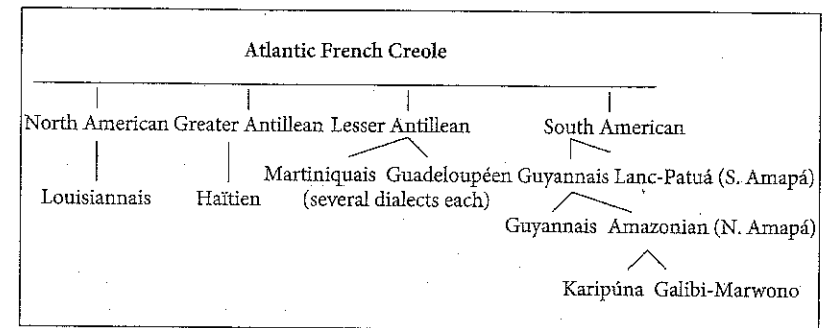 Atlantic French Creole
North American Greater Antillean Lesser Antillean South American
Martiniquais Guadeloupéen Guyannais Lanc-Patuá (S. Amapá)
Louisiannais Haïtien (several dialects each)
Guyannais Amazonian (N. Amapá)
Karipúna Galibi-Marwono